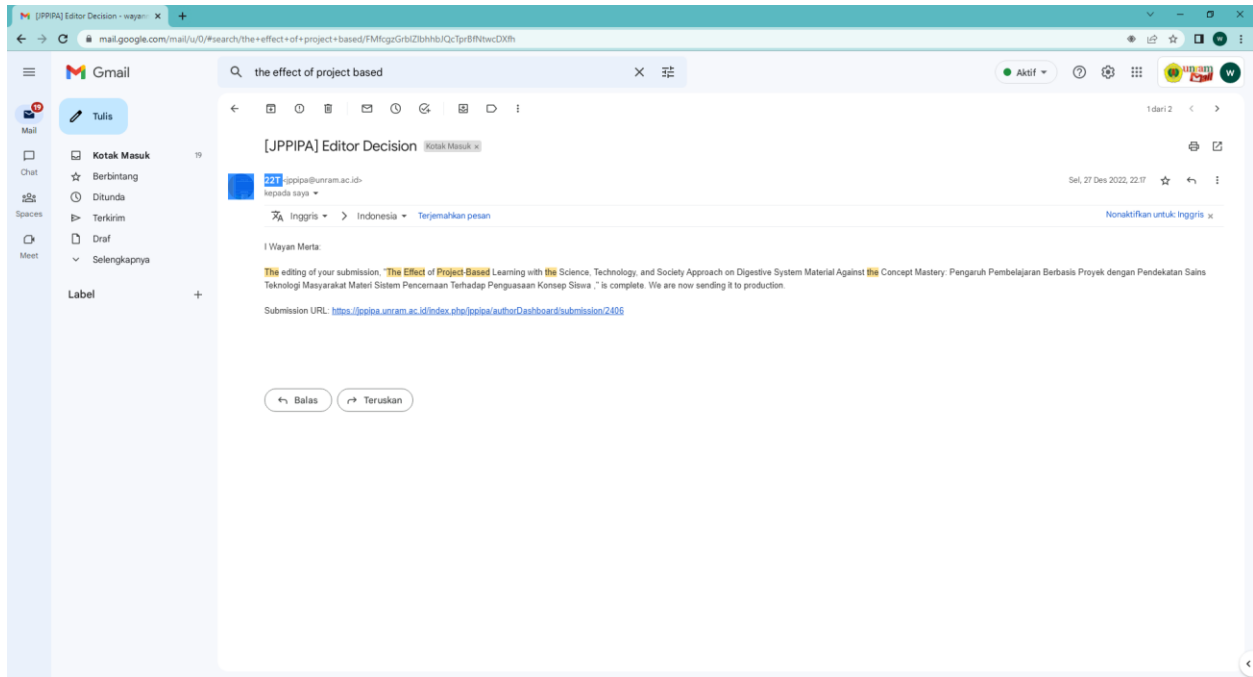 [JPPIPA] Editor Decision - wayanm
mail.google.com/mail/u/0/#search/the+effect+of+project+based/FMfcgzGrblZlbhhbJQcTprBfNtwcDXfh
Gmail
the effect of project based
Aktif
unram
Mail
W
19
Mail
Tulis
1 dari 2
Chat
Kotak Masuk 19
[JPPIPA] Editor Decision Kotak Masuk x
Berbintang
22T <jppipa@unram.ac.id>
Sel, 27 Des 2022, 22.17
Spaces
Ditunda
kepada saya
Terkirim
Inggris > Indonesia Terjemahkan pesan
Nonaktifkan untuk: Inggris x
Meet
Draf
Selengkapnya
I Wayan Merta:
Label +
The editing of your submission, "The Effect of Project-Based Learning with the Science, Technology, and Society Approach on Digestive System Material Against the Concept Mastery: Pengaruh Pembelajaran Berbasis Proyek dengan Pendekatan Sains
Teknologi Masyarakat Materi Sistem Pencernaan Terhadap Penguasaan Konsep Siswa ," is complete. We are now sending it to production.
Submission URL: https://jppipa.unram.ac.id/index.php/jppipa/authorDashboard/submission/2406
Balas
Teruskan